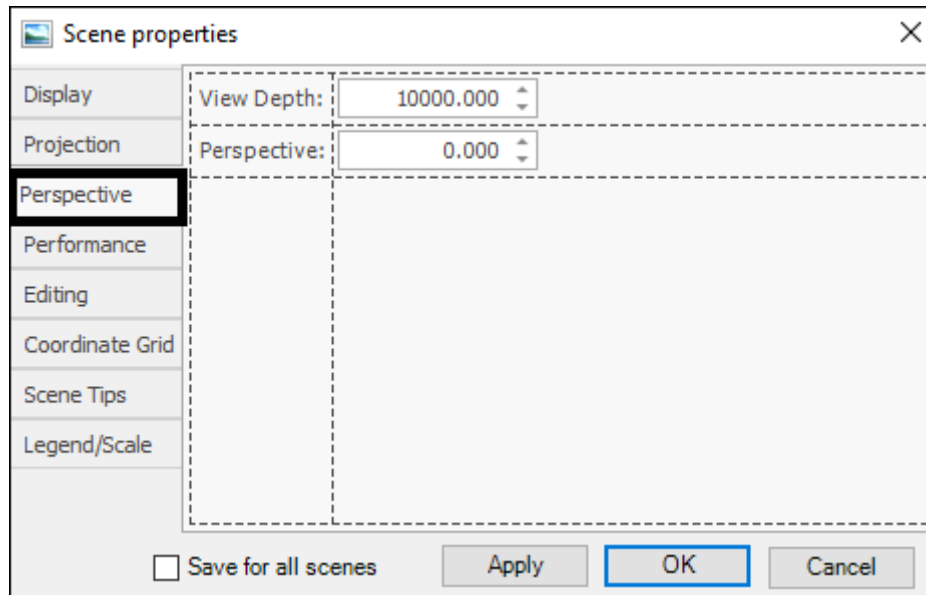 Scene properties
Display
View Depth: 10000.000
Projection
Perspective: 0.000
Perspective
Performance
Editing
Coordinate Grid
Scene Tips
Legend/Scale
Save for all scenes Apply OK Cancel